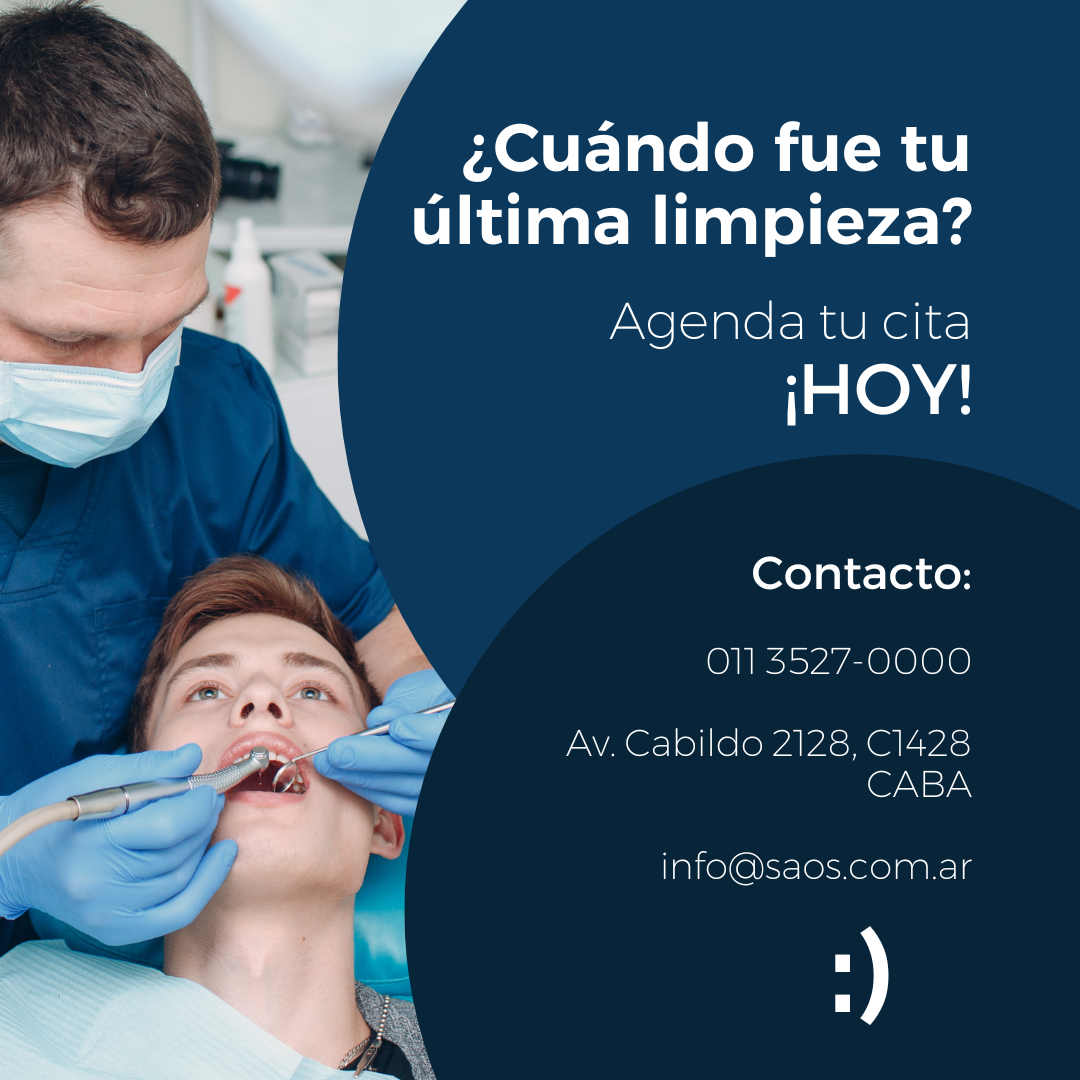 ¿Cuándo fue tu
última limpieza?
Agenda tu cita
¡HOY!
Contacto:
011 3527-0000
Av. Cabildo 2128, C1428
CABA
info@saos.com.ar
:)